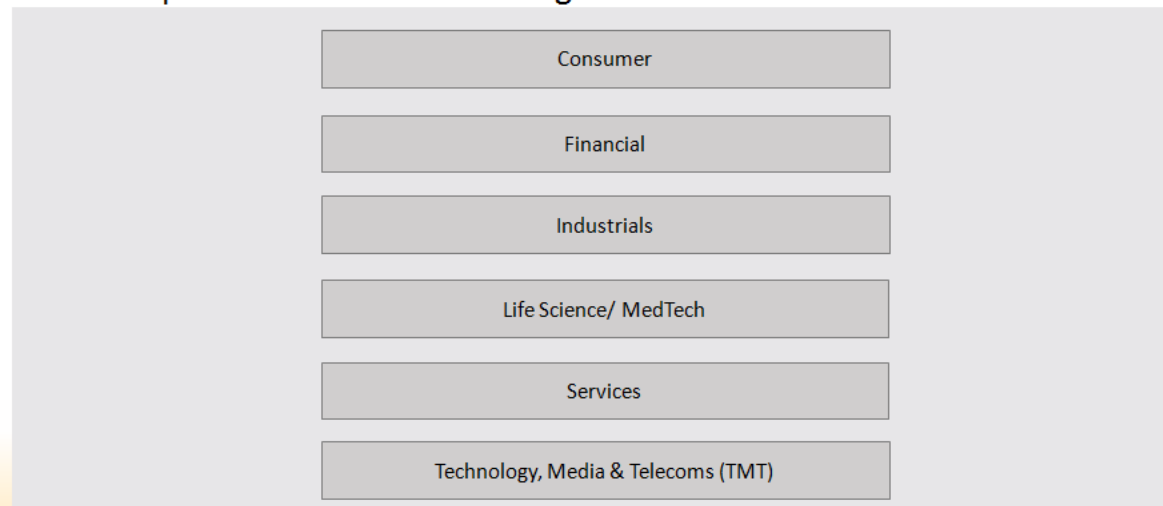 Consumer
Financial
Industrials
Life Science/ MedTech
Services
Technology, Media & Telecoms (TMT)